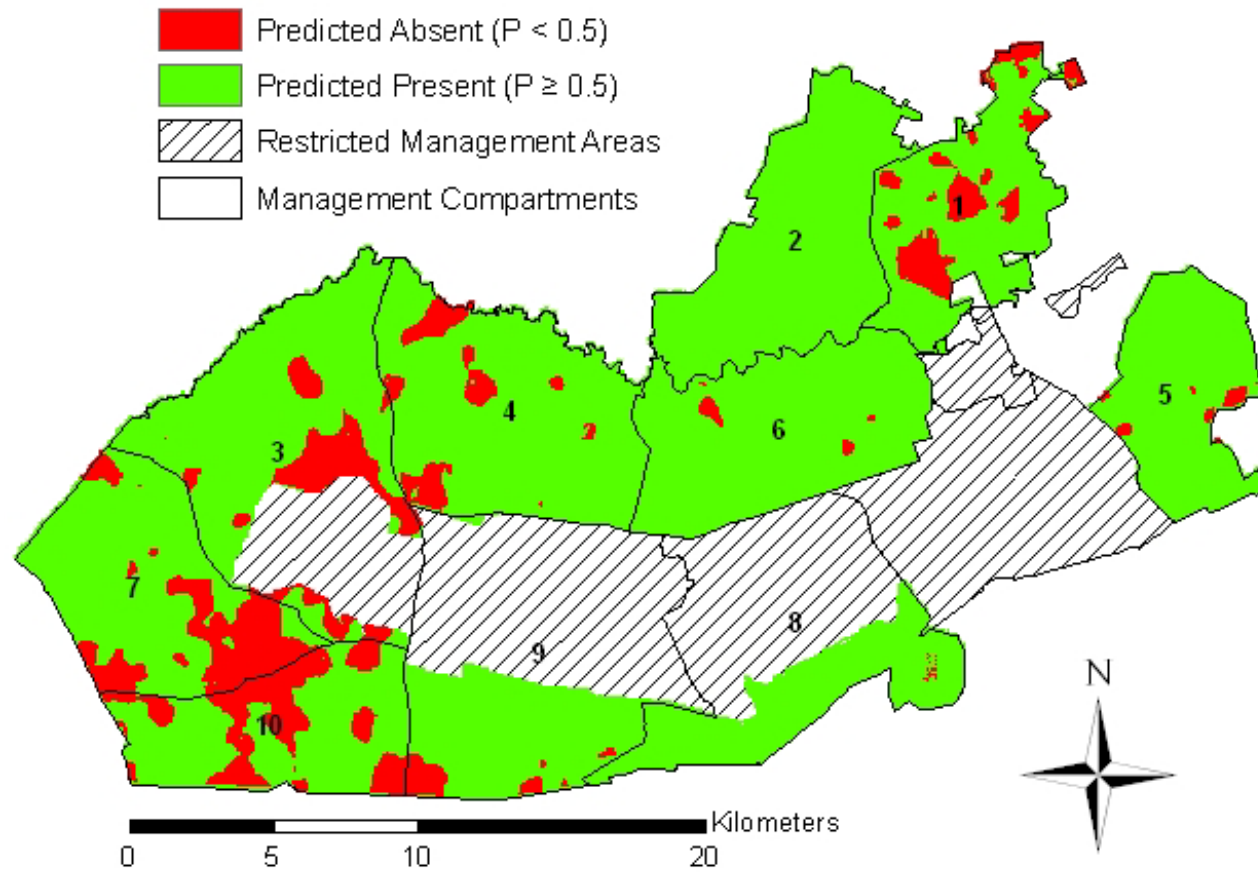 Predicted Absent (P < 0.5)
Predicted Present (P ≥ 0.5)
Restricted Management Areas
Management Compartments
1
2
5
4
6
3
7
8
9
10
N
Kilometers
0 5 10 20